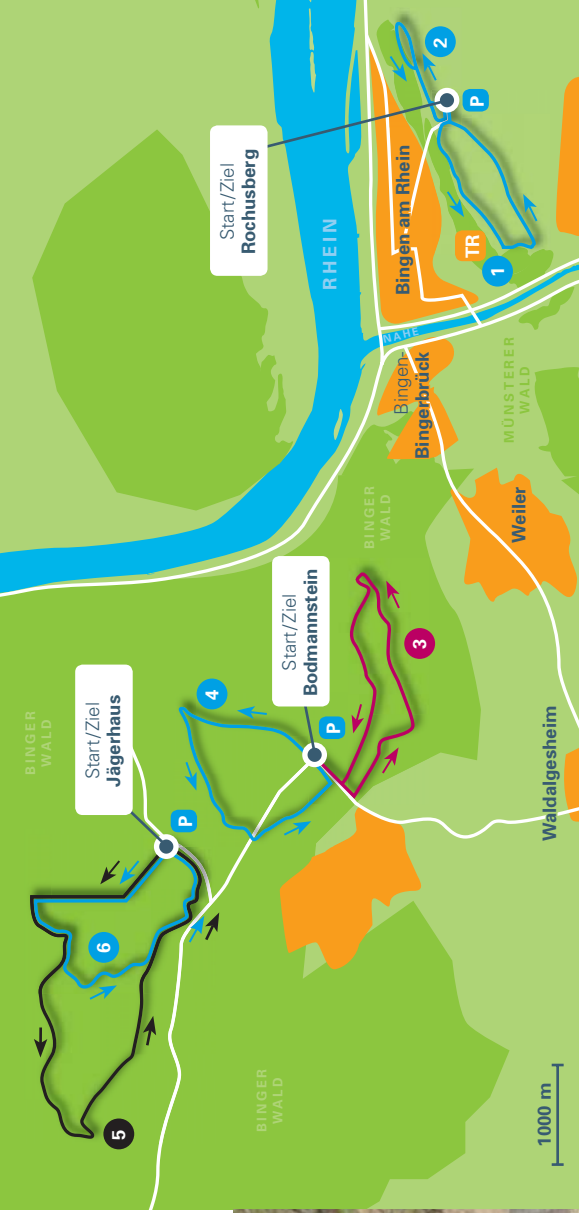 BINGER
WALD
Start/Ziel
Jägerhaus
P
6
5
BINGER
WALD
1000 m
4
Start/Ziel
Bodmannstein
P
3
BINGER
WALD
Waldalgesheim
Weiler
Bingen-
Bingerbrück
MÜNSTERER
WALD
NAHE
RHEIN
Start/Ziel
Rochusberg
Bingen am Rhein
TR
1
P
2